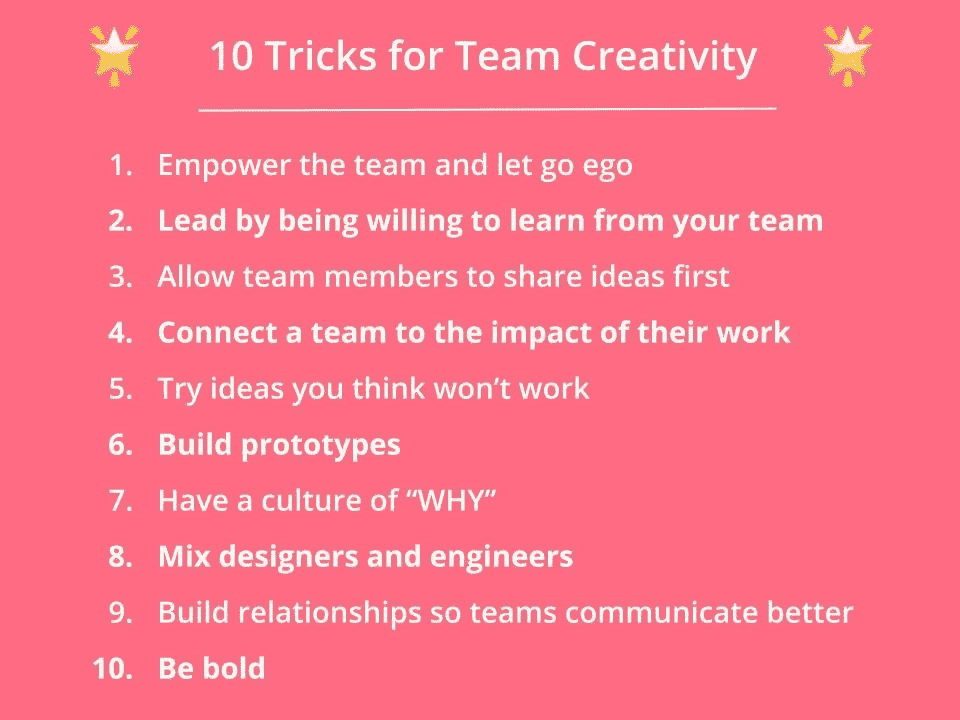 10 Tricks for Team Creativity
1. Empower the team and let go ego
2. Lead by being willing to learn from your team
3. Allow team members to share ideas first
4. Connect a team to the impact of their work
5. Try ideas you think won’t work
6. Build prototypes
7. Have a culture of “WHY”
8. Mix designers and engineers
9. Build relationships so teams communicate better
10. Be bold